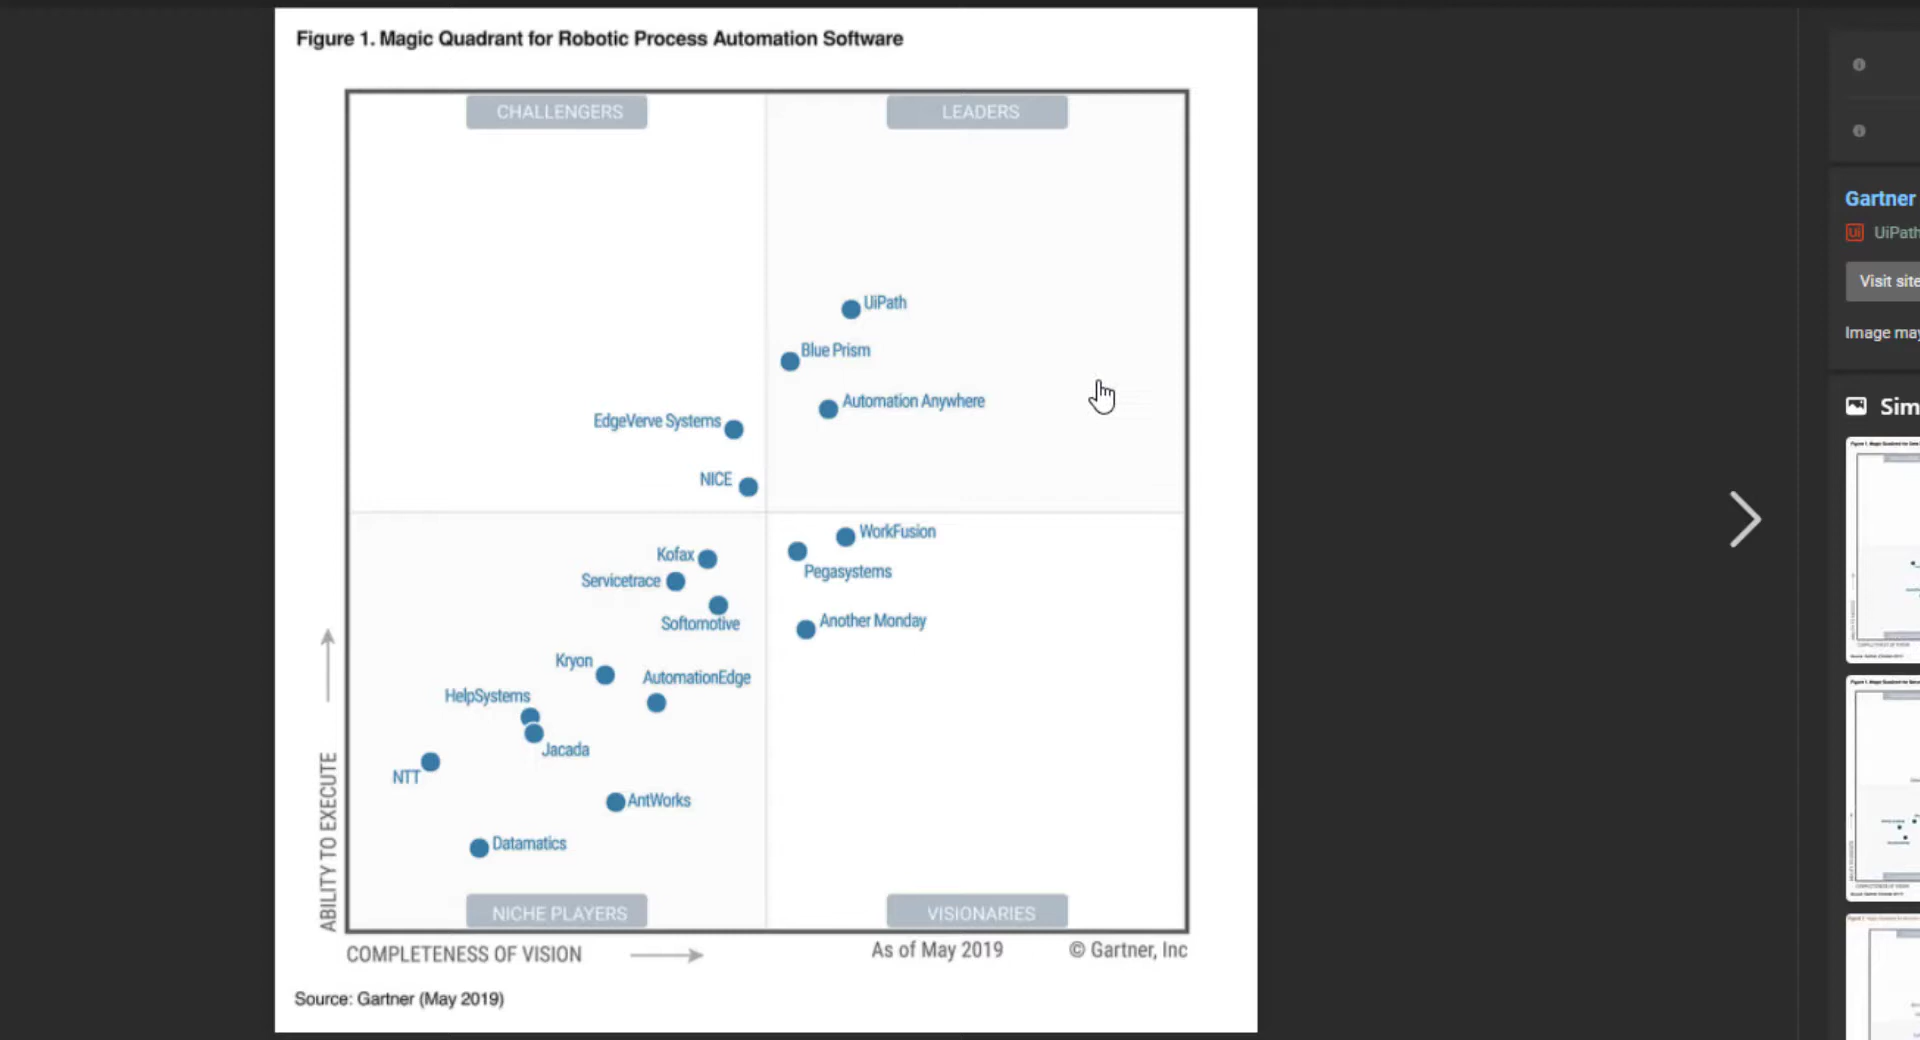 Figure 1. Magic Quadrant for Robotic Process Automation Software
CHALLENGERS
LEADERS
UiPath
Blue Prism
Automation Anywhere
EdgeVerve Systems
NICE
WorkFusion
Kofax
Pegasystems
Servicetrace
Softomotive
Another Monday
Kryon
AutomationEdge
HelpSystems
Jacada
NTT
AntWorks
Datamatics
NICHE PLAYERS
VISIONARIES
ABILITY TO EXECUTE
COMPLETENESS OF VISION
As of May 2019
© Gartner, Inc
Source: Gartner (May 2019)
Gartner
Ui UiPath
Visit site
Image may
Sim